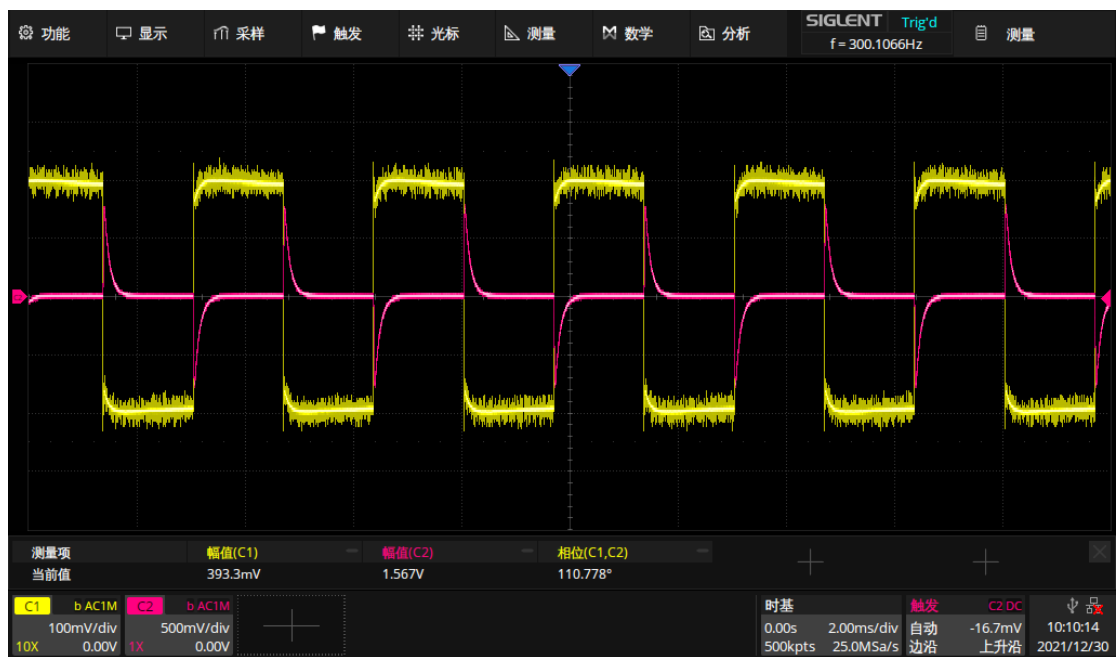 功能 显示 采样 触发 光标 测量 数学 分析 SIGLENT Trig'd 测量
f = 300.1066Hz
C2
测量项 幅值(C1) 幅值(C2) 相位(C1,C2)
当前值 393.3mV 1.567V 110.778°
C1 b AC1M C2 b AC1M 时基 触发 C2 DC
100mV/div 500mV/div 0.00s 2.00ms/div 自动 -16.7mV 10:10:14
10X 0.00V 1X 0.00V 500kpts 25.0MSa/s 边沿 上升沿 2021/12/30